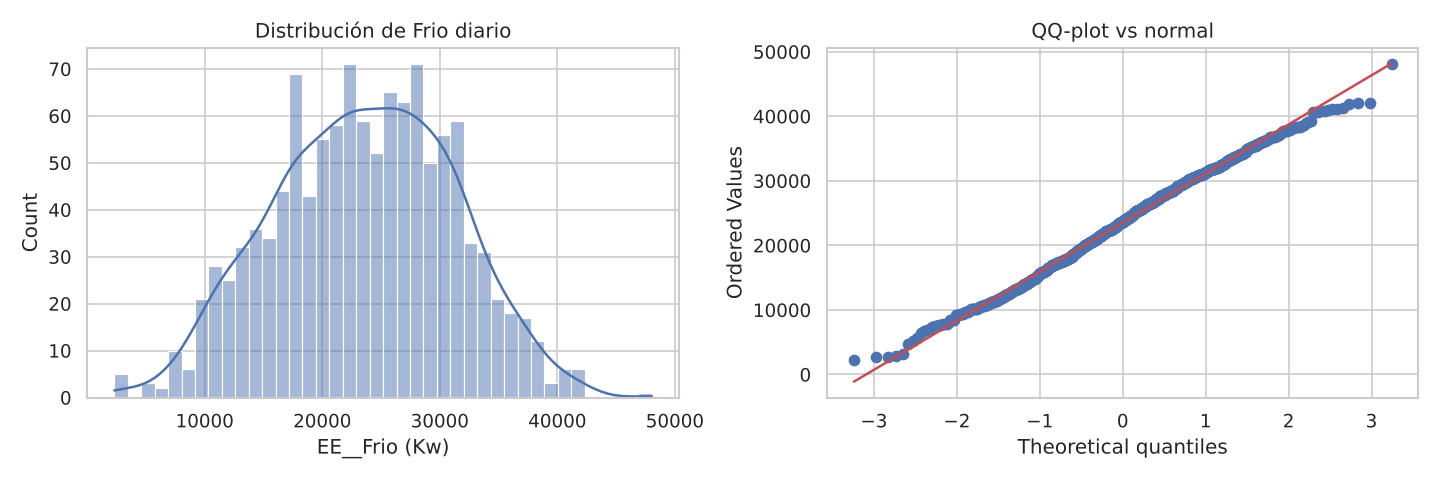 Distribución de Frio diario
Count
70
60
50
40
30
20
10
0
10000 20000 30000 40000 50000
EE__Frio (Kw)
QQ-plot vs normal
Ordered Values
50000
40000
30000
20000
10000
0
−3 −2 −1 0 1 2 3
Theoretical quantiles